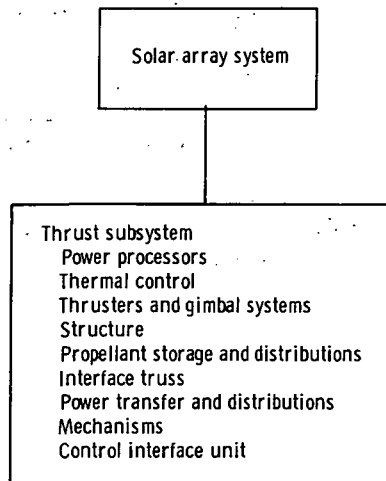 Solar array system
Thrust subsystem
Power processors
Thermal control
Thrusters and gimbal systems
Structure
Propellant storage and distributions
Interface truss
Power transfer and distributions
Mechanisms
Control interface unit